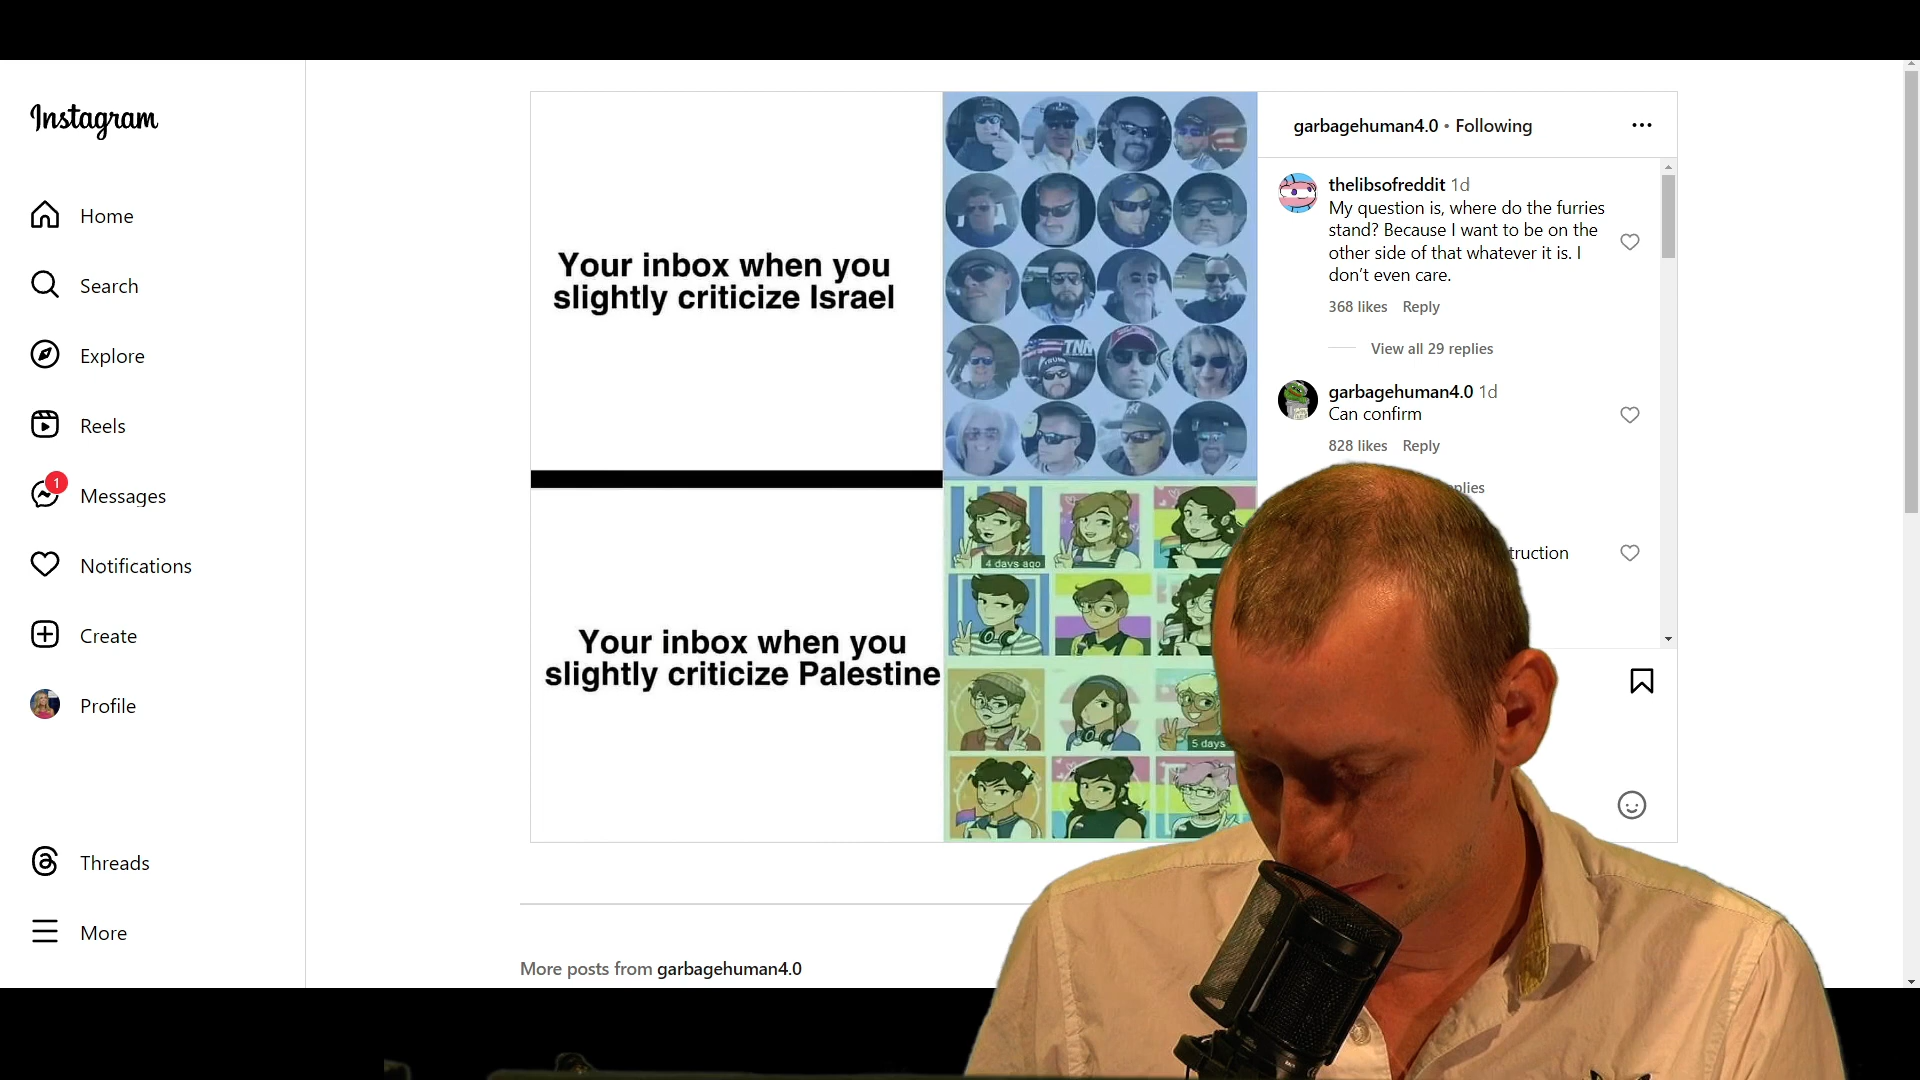 Instagram
Home
Search
Explore
Reels
1
Messages
Notifications
Create
Profile
Threads
More
Your inbox when you
slightly criticize Israel
TNM
TRUMP
Your inbox when you
slightly criticize Palestine
4 days ago
5 days
garbagehuman4.0 • Following
thelibsofreddit 1d
My question is, where do the furries
stand? Because I want to be on the
other side of that whatever it is. I
don't even care.
368 likes Reply
View all 29 replies
garbagehuman4.0 1d
Can confirm
828 likes Reply
plies
truction
More posts from garbagehuman4.0